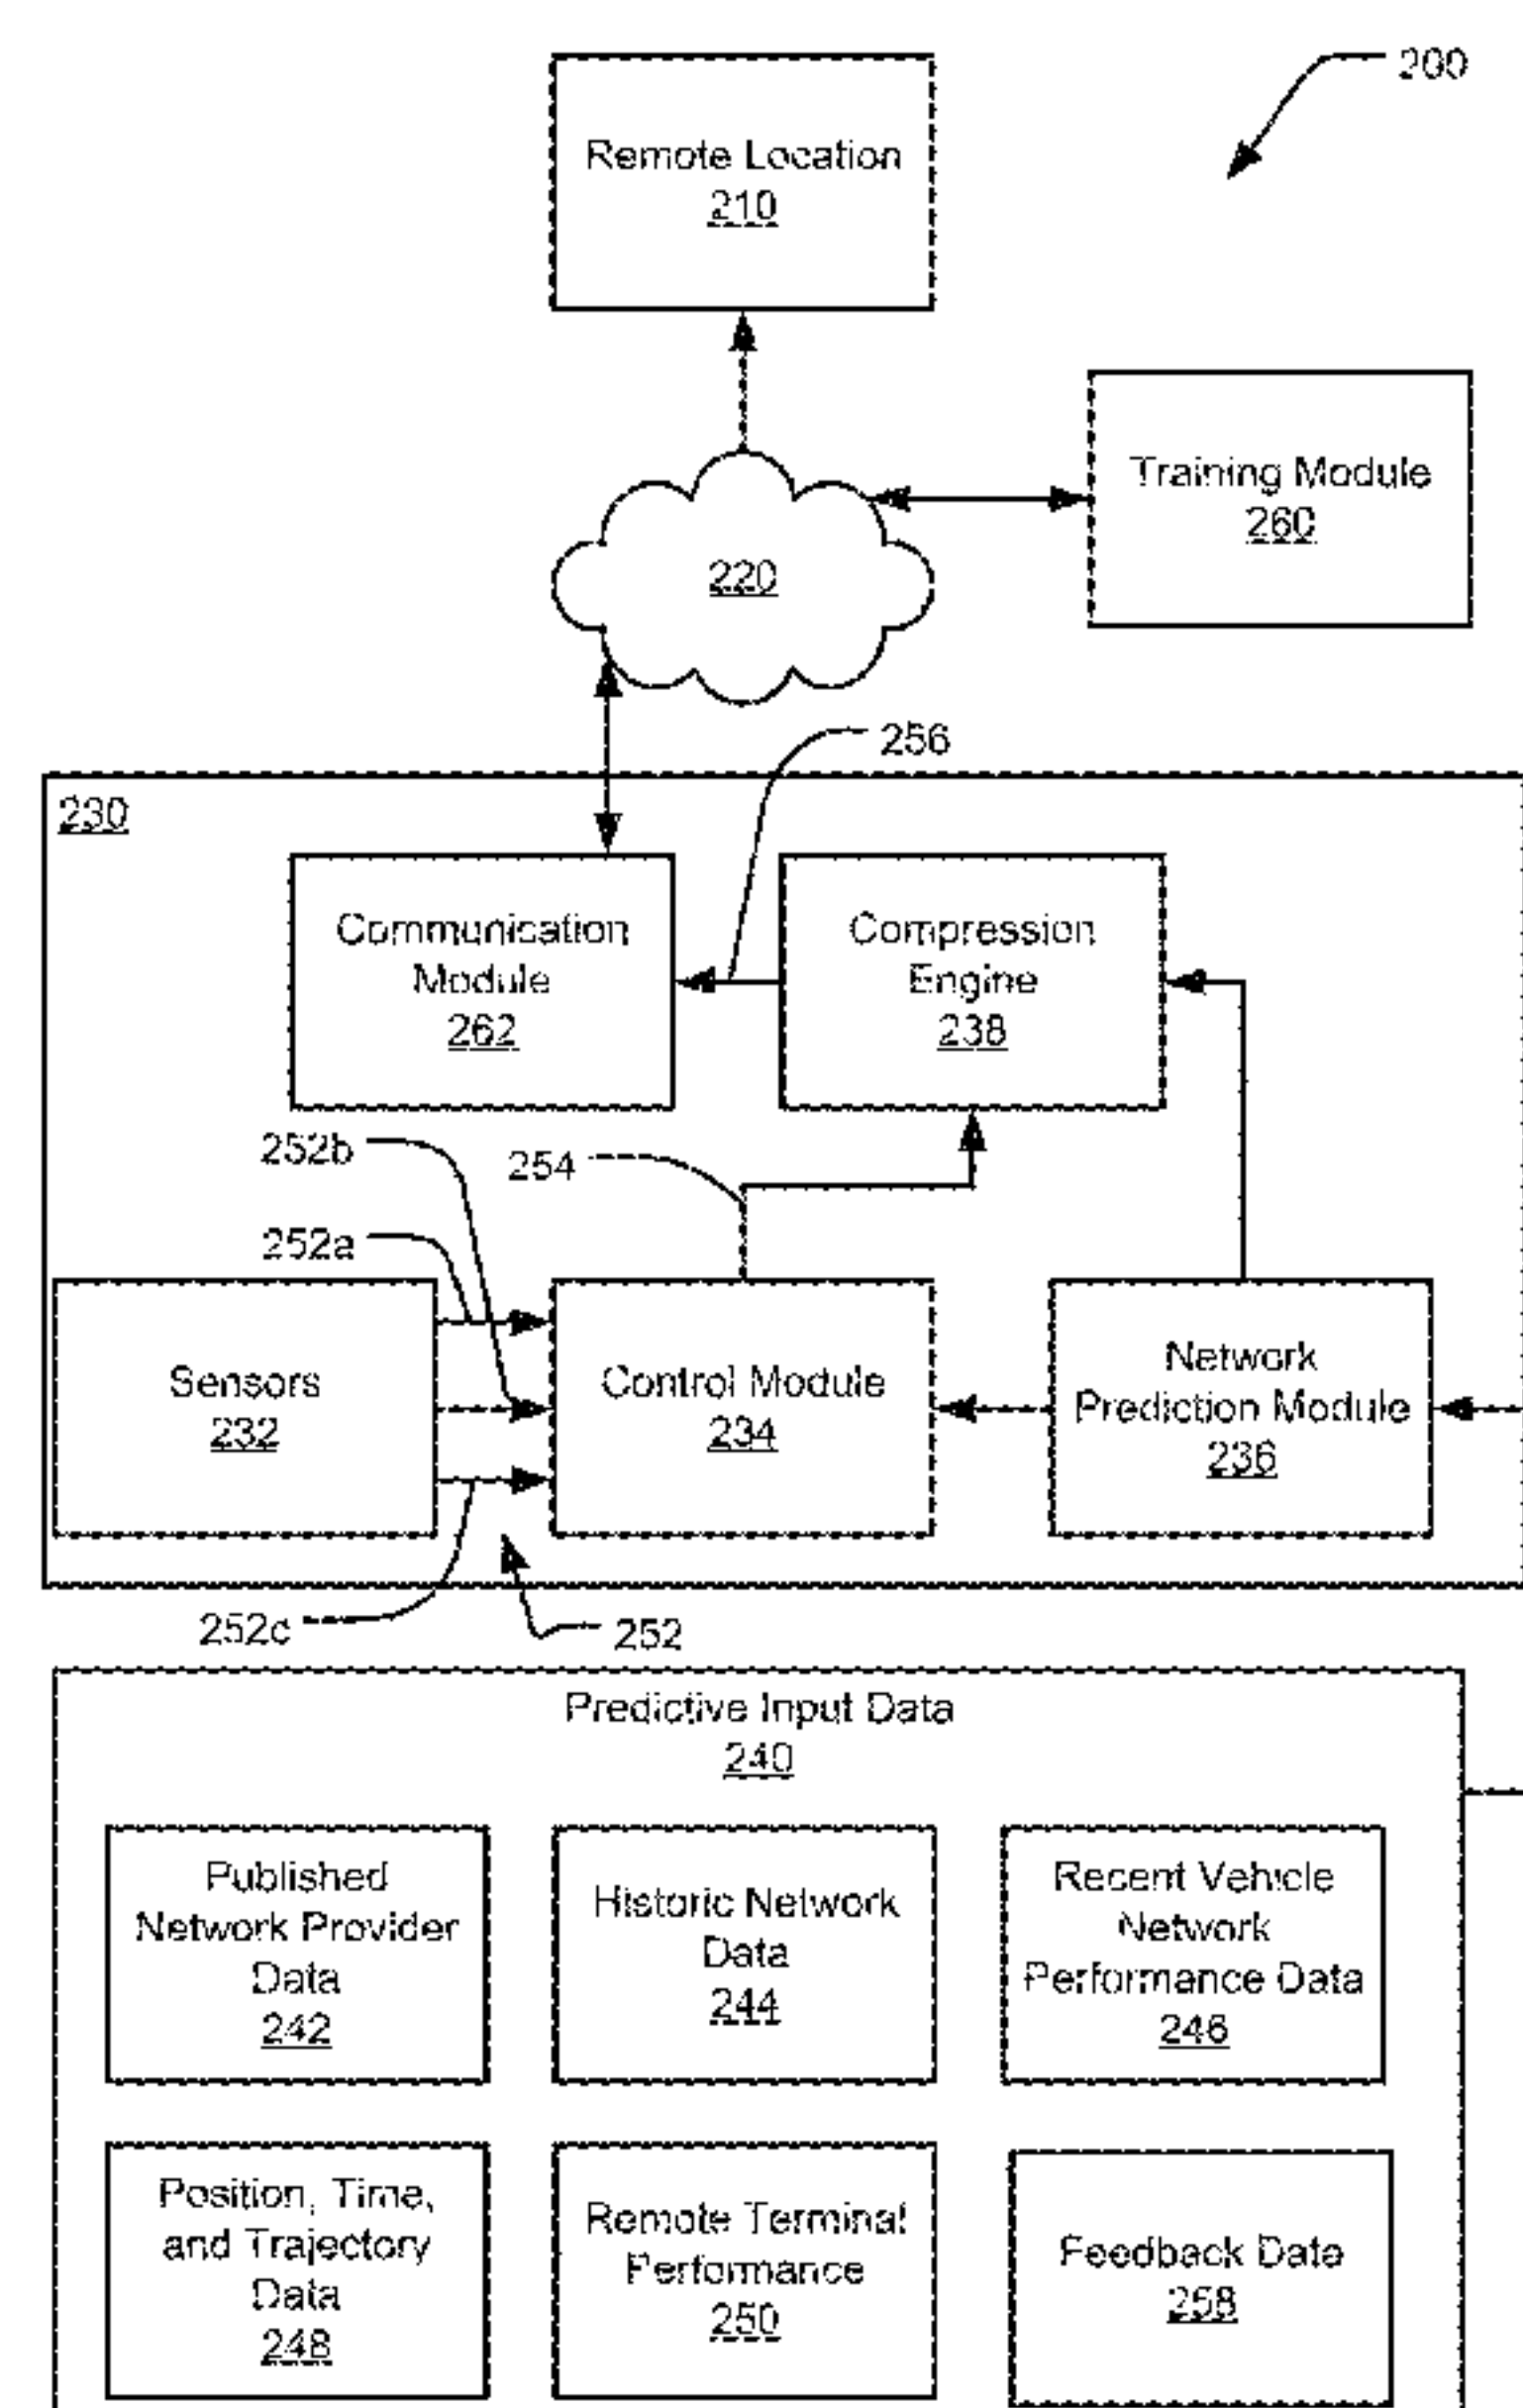 200
Remote Location
210
Training Module
260
220
256
230
Communication
Module
262
Compression
Engine
238
252b
254
252a
Sensors
232
Control Module
234
Network
Prediction Module
236
252c
252
Predictive Input Data
240
Published
Network Provider
Data
242
Historic Network
Data
244
Recent Vehicle
Network
Performance Data
246
Position, Time,
and Trajectory
Data
248
Remote Terminal
Performance
250
Feedback Data
258